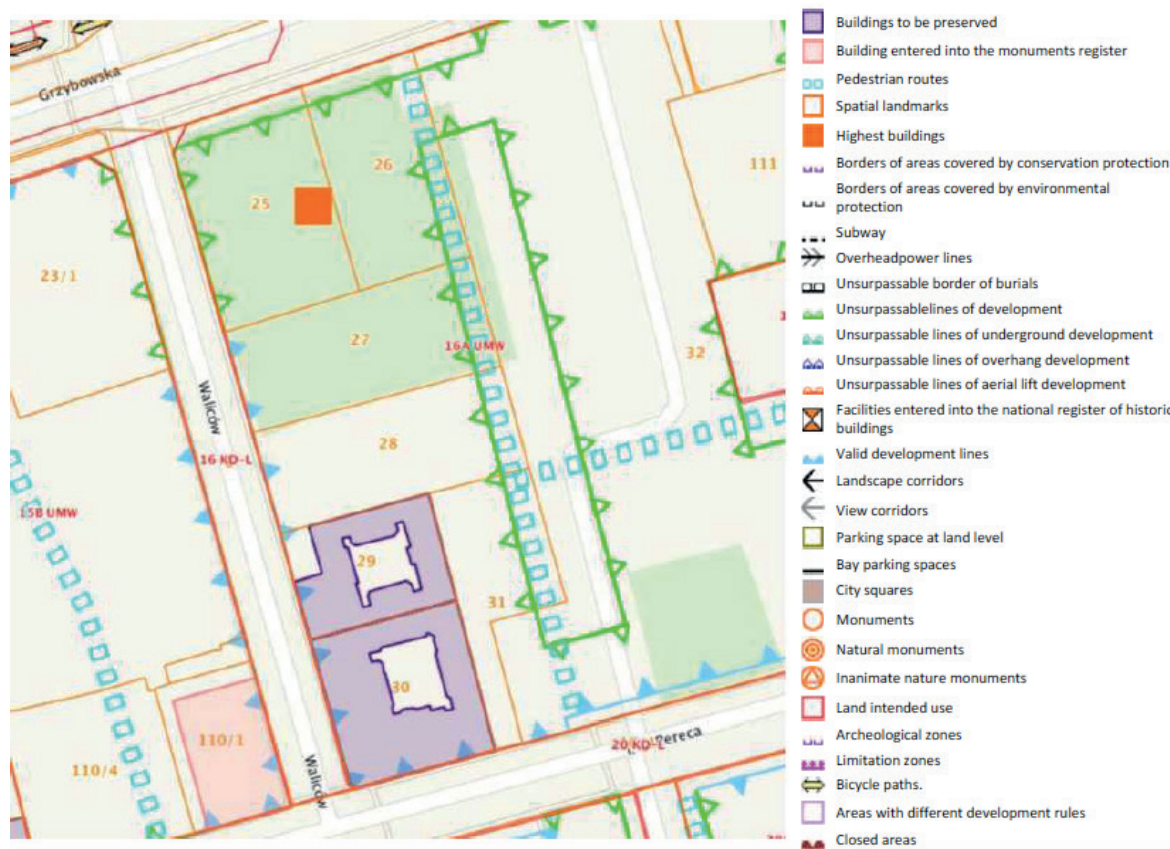 Grzybowska
26
25
111
23/1
27
32
16A UMW
Waliców
28
16 KD-L
15B UMW
29
31
30
110/1
20 KD-L
Pereca
110/4
Waliców
Buildings to be preserved
Building entered into the monuments register
Pedestrian routes
Spatial landmarks
Highest buildings
Borders of areas covered by conservation protection
Borders of areas covered by environmental
protection
Subway
Overheadpower lines
Unsurpassable border of burials
Unsurpassablelines of development
Unsurpassable lines of underground development
Unsurpassable lines of overhang development
Unsurpassable lines of aerial lift development
Facilities entered into the national register of historic
buildings
Valid development lines
Landscape corridors
View corridors
Parking space at land level
Bay parking spaces
City squares
Monuments
Natural monuments
Inanimate nature monuments
Land intended use
Archeological zones
Limitation zones
Bicycle paths.
Areas with different development rules
Closed areas